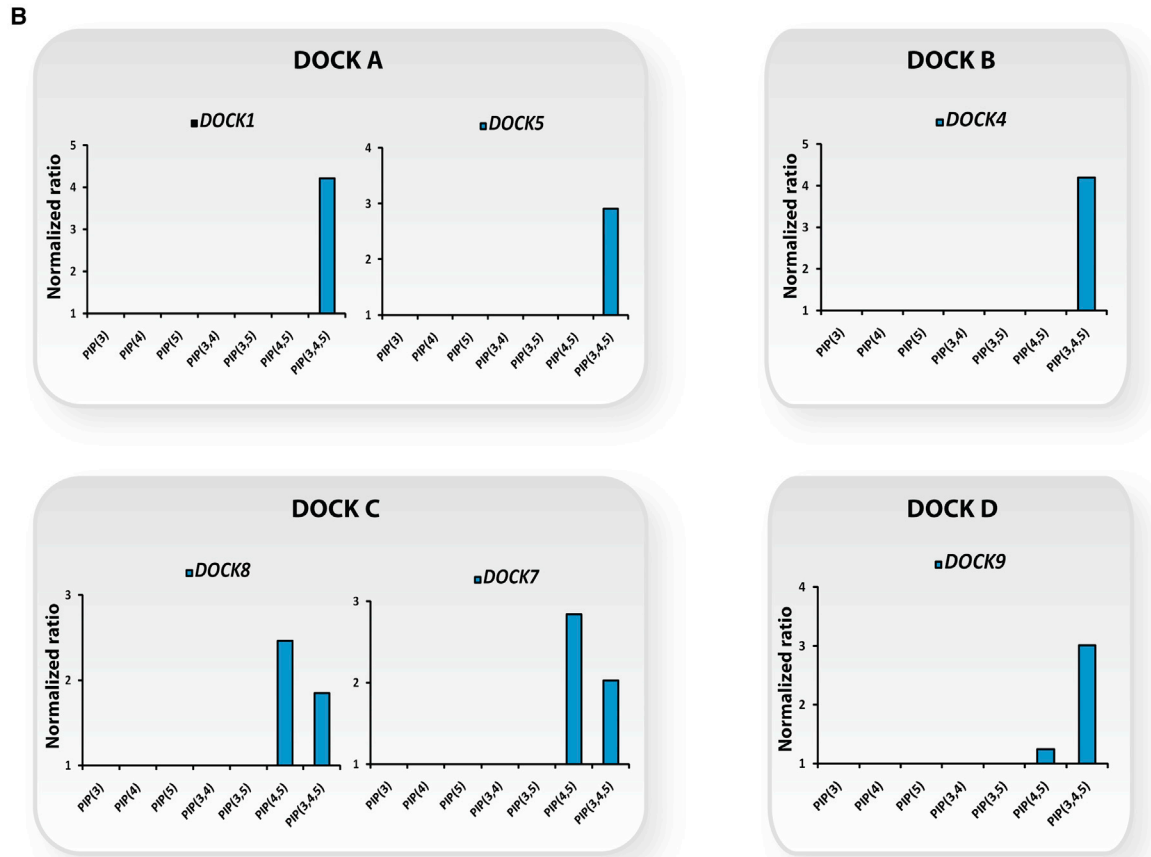 B
DOCK A
DOCK1
Normalized ratio
5
4
3
2
1
PIP(3)
PIP(4)
PIP(5)
PIP(3,4)
PIP(3,5)
PIP(4,5)
PIP(3,4,5)
DOCK5
4
3
2
1
PIP(3)
PIP(4)
PIP(5)
PIP(3,4)
PIP(3,5)
PIP(4,5)
PIP(3,4,5)
DOCK B
DOCK4
Normalized ratio
5
4
3
2
1
PIP(3)
PIP(4)
PIP(5)
PIP(3,4)
PIP(3,5)
PIP(4,5)
PIP(3,4,5)
DOCK C
DOCK8
Normalized ratio
3
2
1
PIP(3)
PIP(4)
PIP(5)
PIP(3,4)
PIP(3,5)
PIP(4,5)
PIP(3,4,5)
DOCK7
3
2
1
PIP(3)
PIP(4)
PIP(5)
PIP(3,4)
PIP(3,5)
PIP(4,5)
PIP(3,4,5)
DOCK D
DOCK9
Normalized ratio
4
3
2
1
PIP(3)
PIP(4)
PIP(5)
PIP(3,4)
PIP(3,5)
PIP(4,5)
PIP(3,4,5)